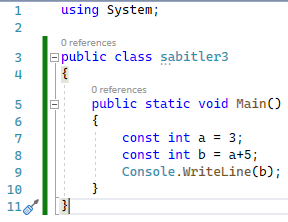 1 using System;
2
0 references
3 public class sabitler3
4 {
0 references
5 public static void Main()
6 {
7 const int a = 3;
8 const int b = a+5;
9 Console.WriteLine(b);
10 }
11 }